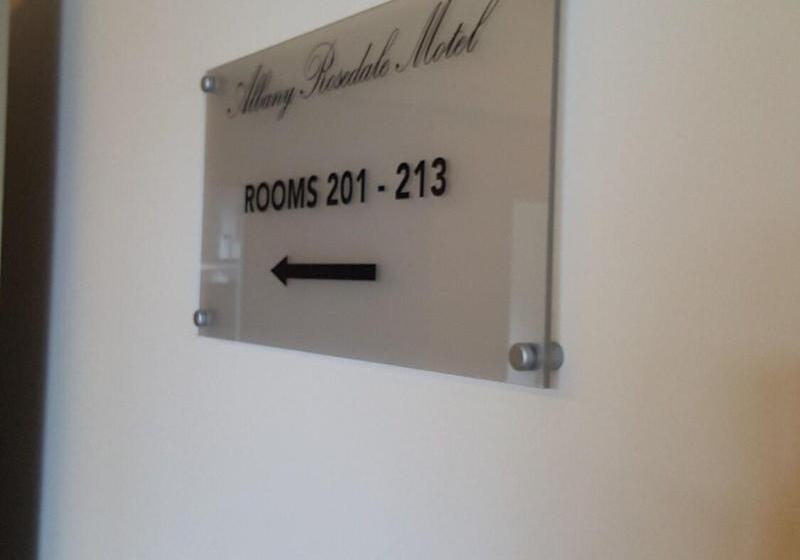 Albany Rosedale Motel
ROOMS 201 - 213